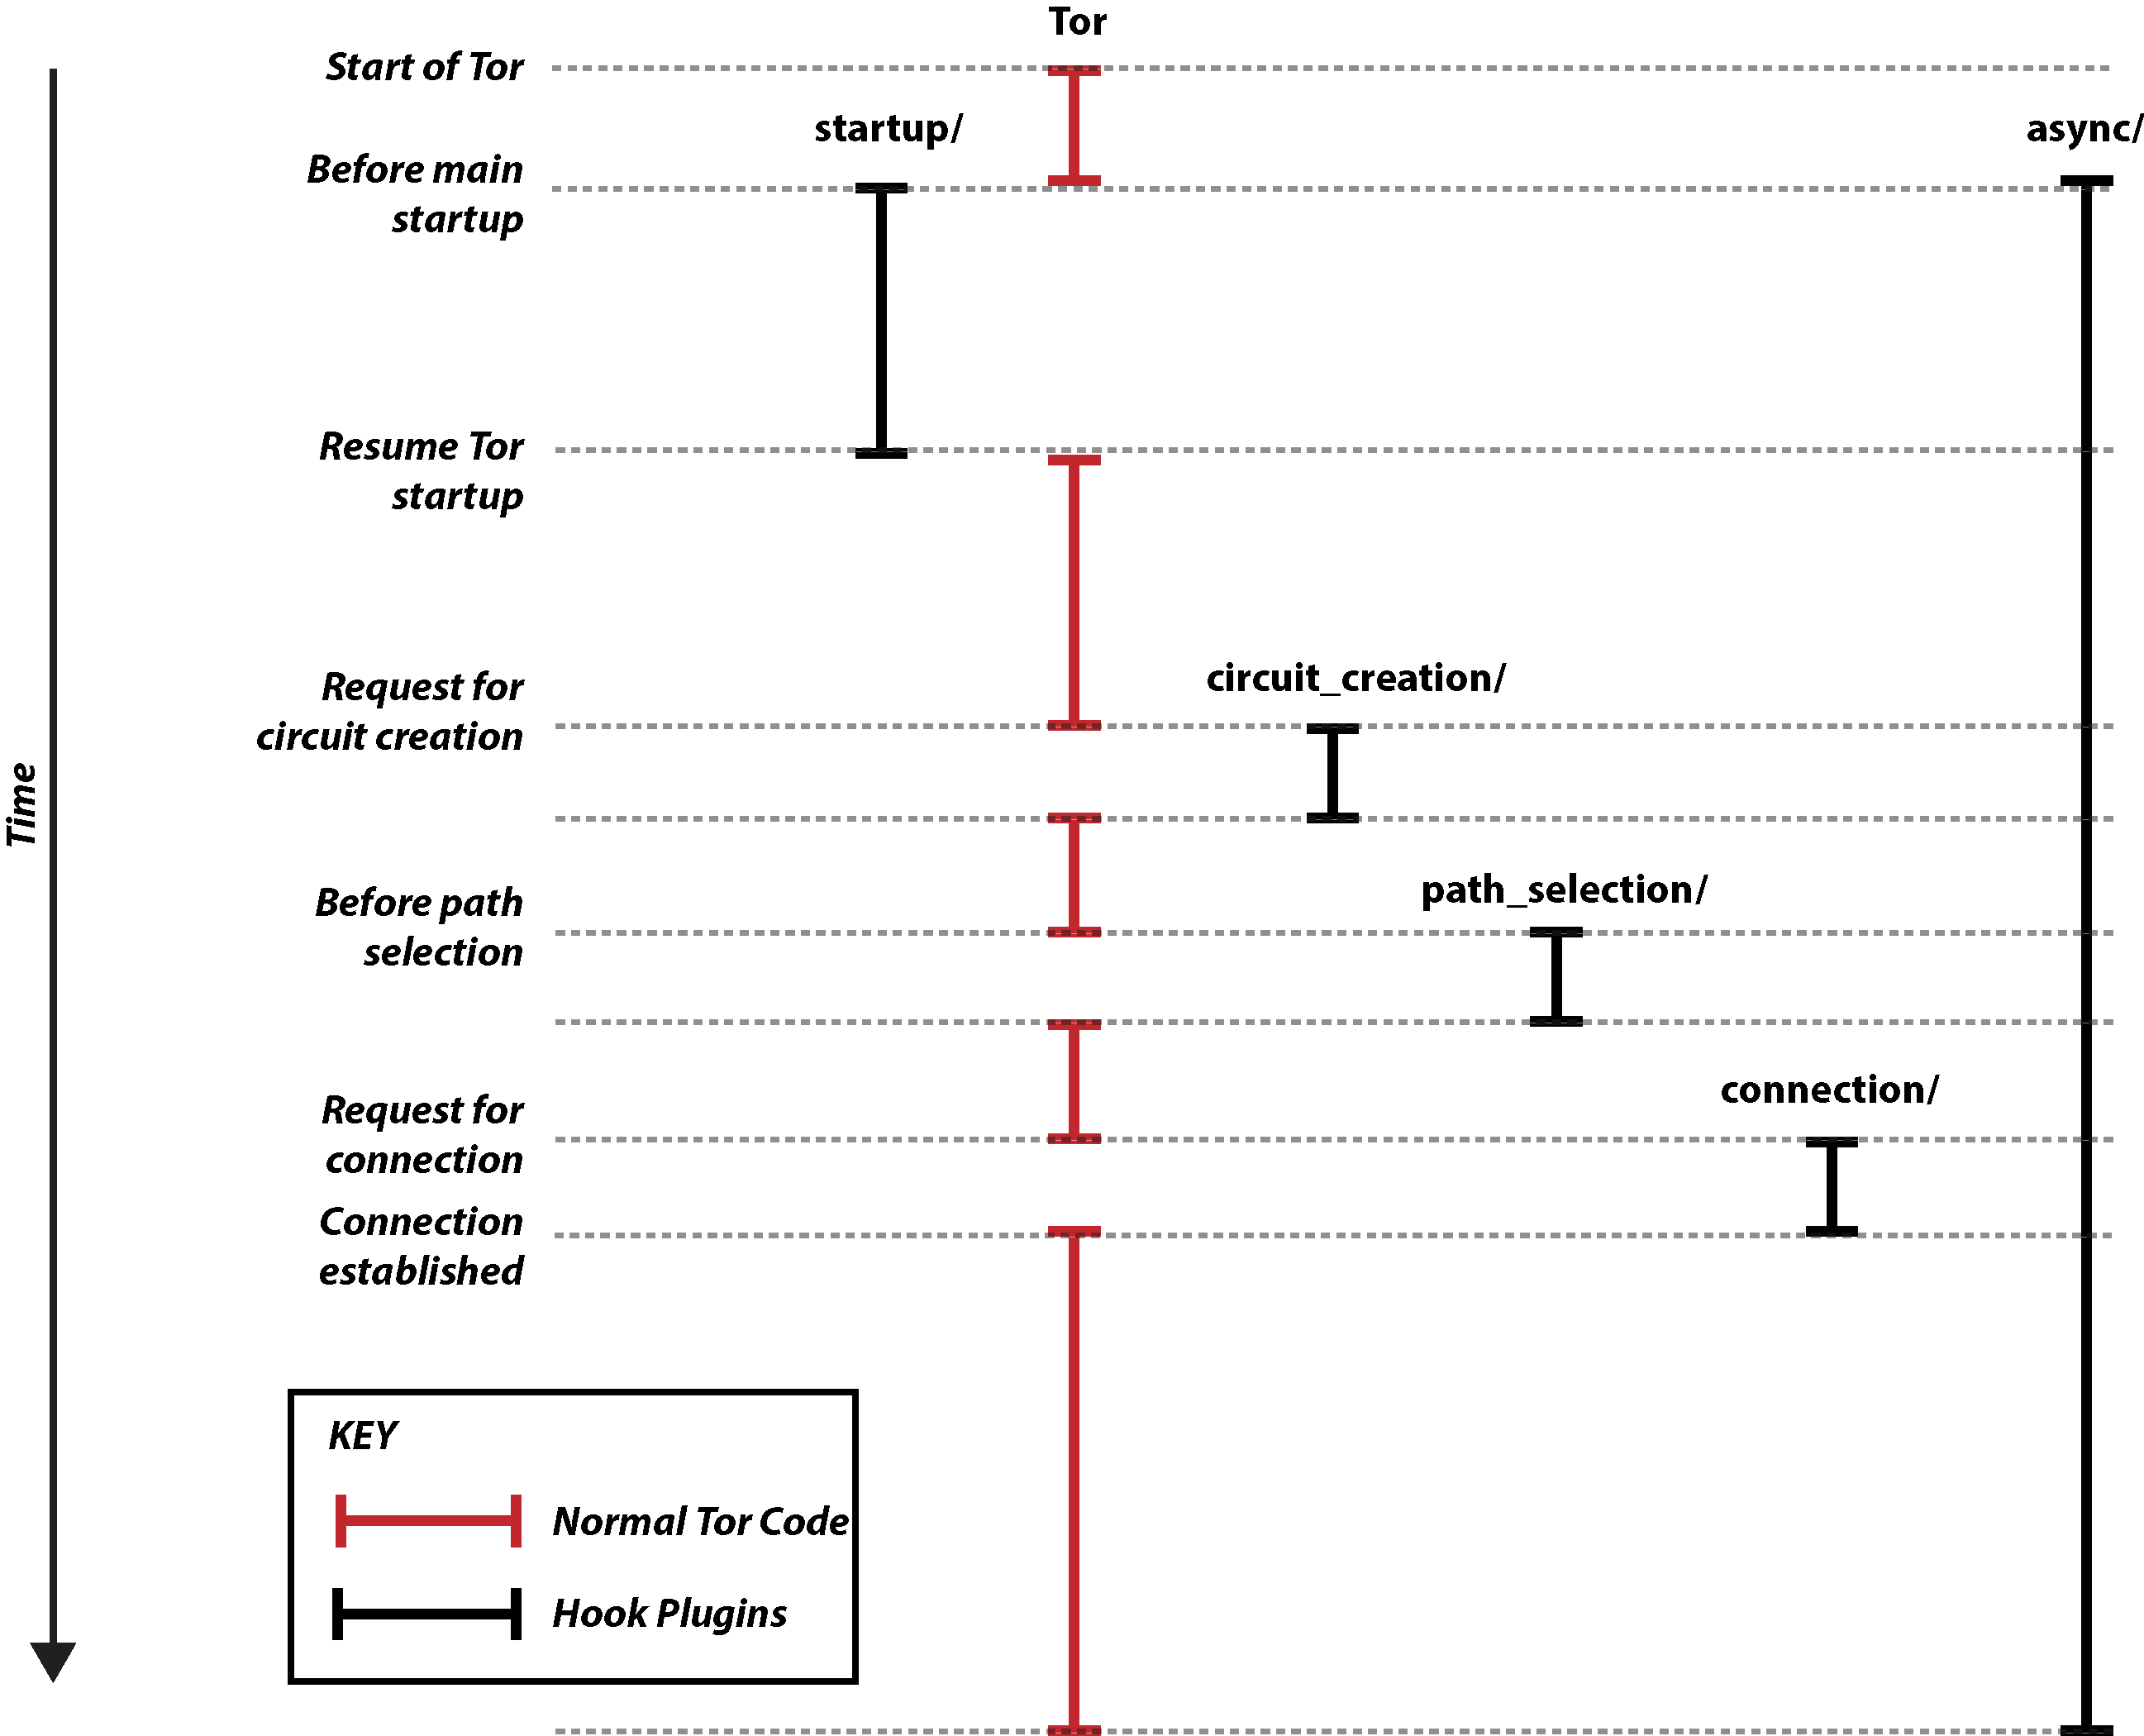 Tor
Start of Tor
startup/
async/
Before main
startup
Resume Tor
startup
Request for
circuit creation
circuit_creation/
Time
Before path
selection
path_selection/
Request for
connection
connection/
Connection
established
KEY
Normal Tor Code
Hook Plugins